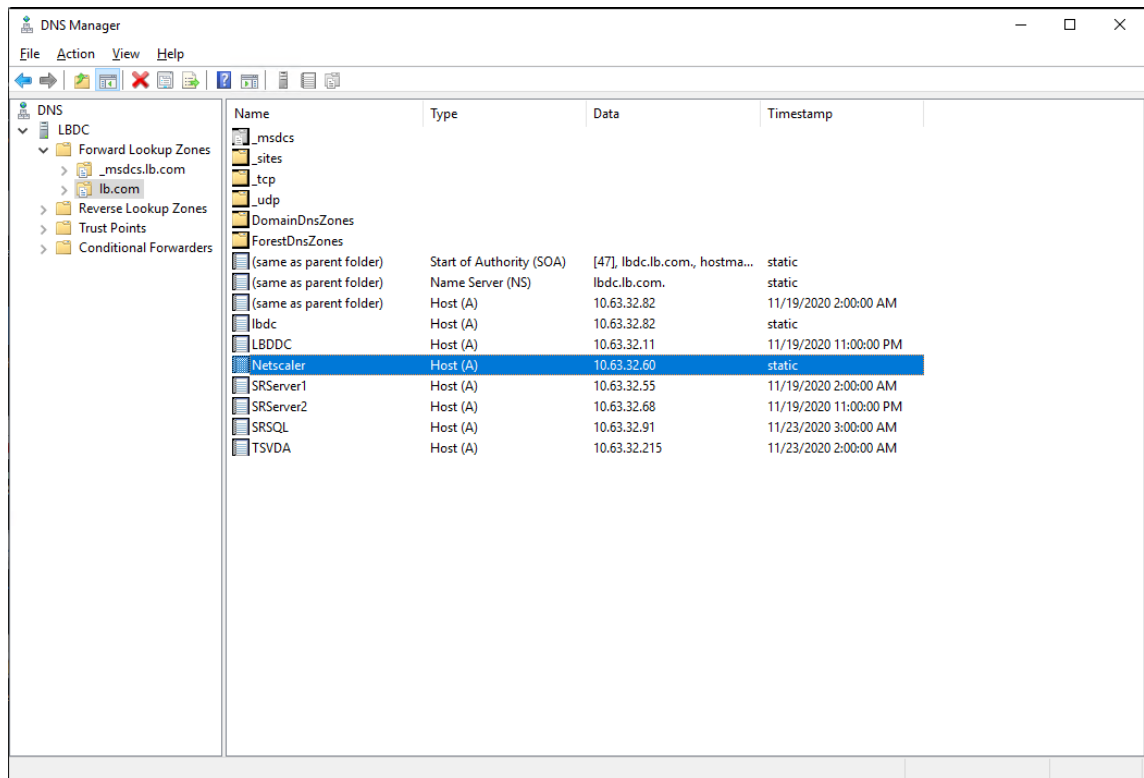 DNS Manager
File Action View Help
DNS
LBDC
Forward Lookup Zones
_msdcs.lb.com
lb.com
Reverse Lookup Zones
Trust Points
Conditional Forwarders
Name Type Data Timestamp
_msdcs
_sites
_tcp
_udp
DomainDnsZones
ForestDnsZones
(same as parent folder) Start of Authority (SOA) [47], lbdc.lb.com., hostma... static
(same as parent folder) Name Server (NS) lbdc.lb.com. static
(same as parent folder) Host (A) 10.63.32.82 11/19/2020 2:00:00 AM
lbdc Host (A) 10.63.32.82 static
LBDDC Host (A) 10.63.32.11 11/19/2020 11:00:00 PM
Netscaler Host (A) 10.63.32.60 static
SRServer1 Host (A) 10.63.32.55 11/19/2020 2:00:00 AM
SRServer2 Host (A) 10.63.32.68 11/19/2020 11:00:00 PM
SRSQL Host (A) 10.63.32.91 11/23/2020 3:00:00 AM
TSVDA Host (A) 10.63.32.215 11/23/2020 2:00:00 AM